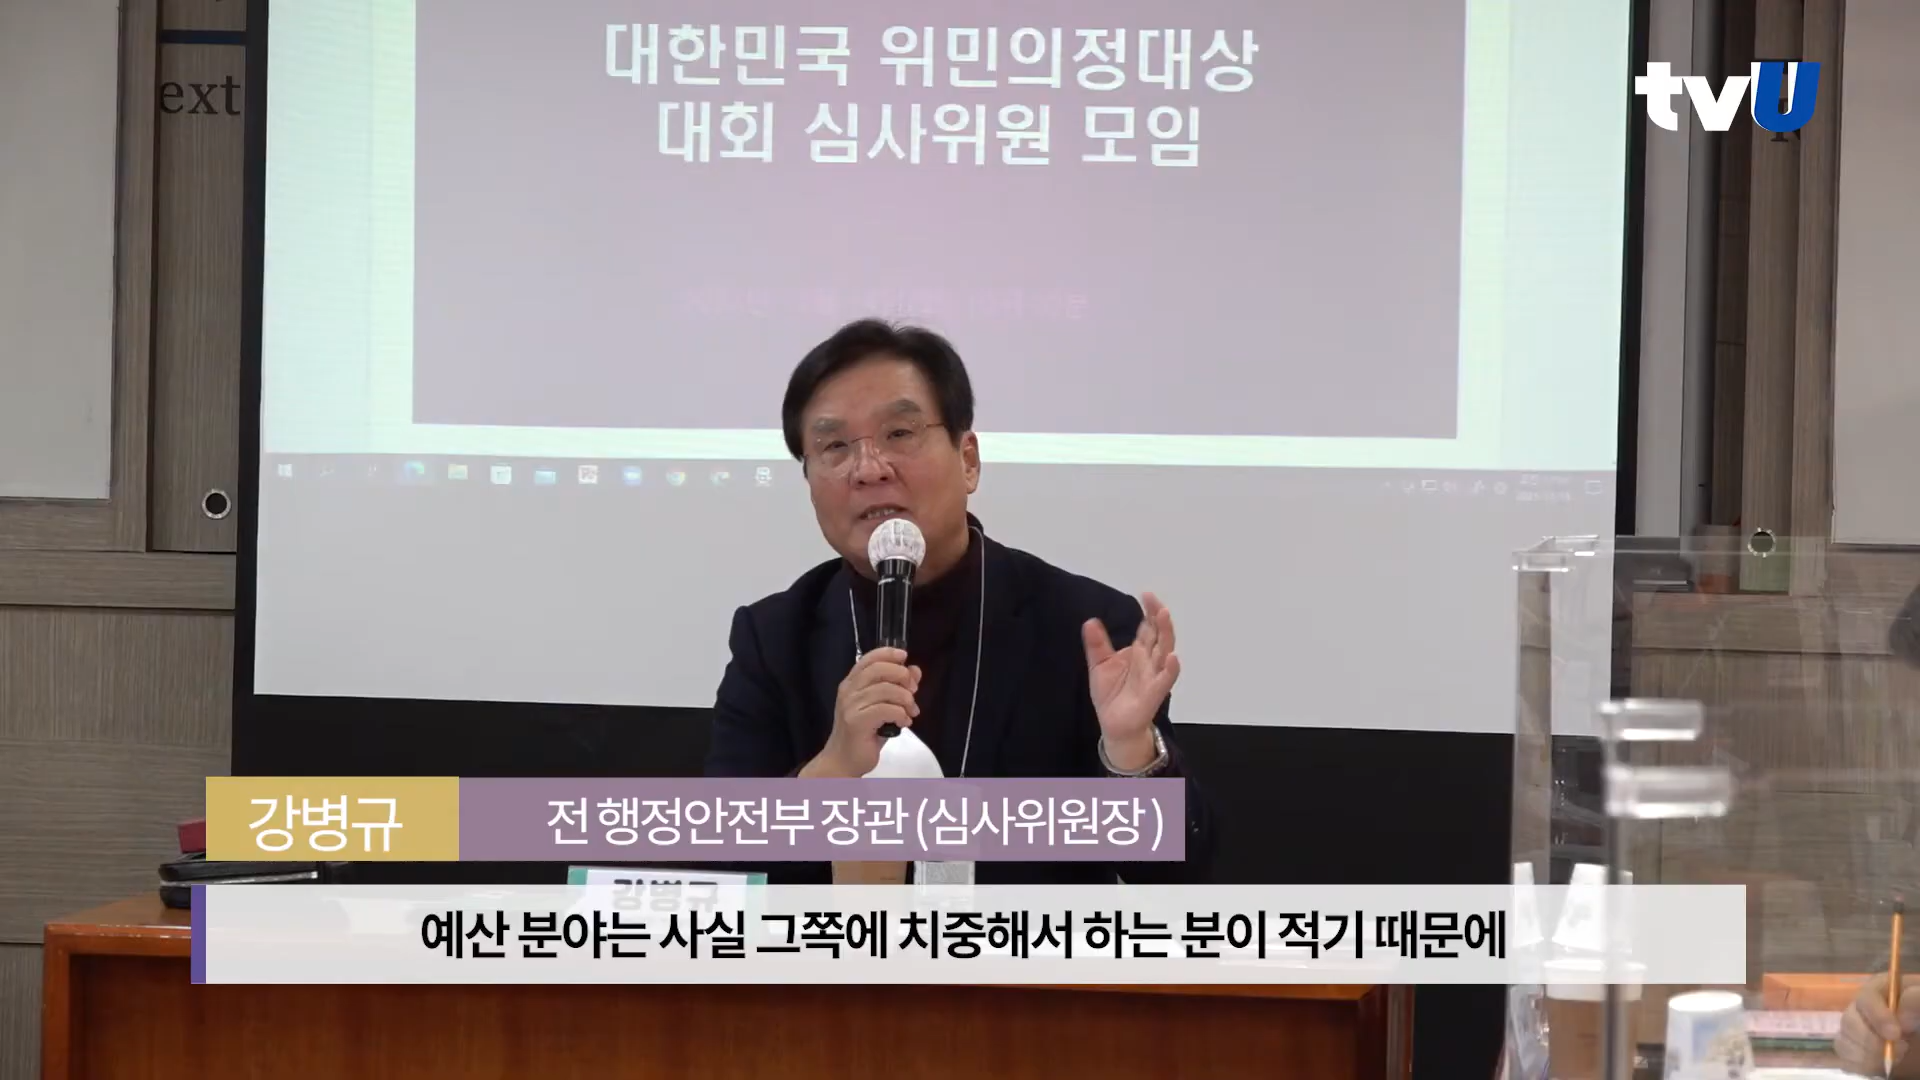 대한민국 위민의정대상
대회 심사위원 모임
ext
tvU
강병규
전 행정안전부 장관 (심사위원장)
강병규
예산 분야는 사실 그쪽에 치중해서 하는 분이 적기 때문에